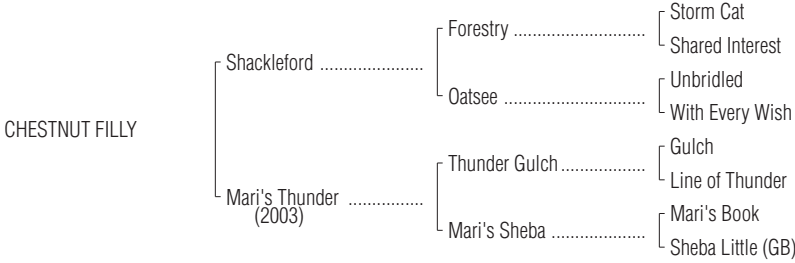 Storm Cat
Forestry ............................
Shared Interest
Shackleford ......................
Unbridled
Oatsee ..............................
With Every Wish
CHESTNUT FILLY
Gulch
Thunder Gulch..................
Line of Thunder
Mari's Thunder ................
(2003)
Mari's Book
Mari's Sheba ....................
Sheba Little (GB)